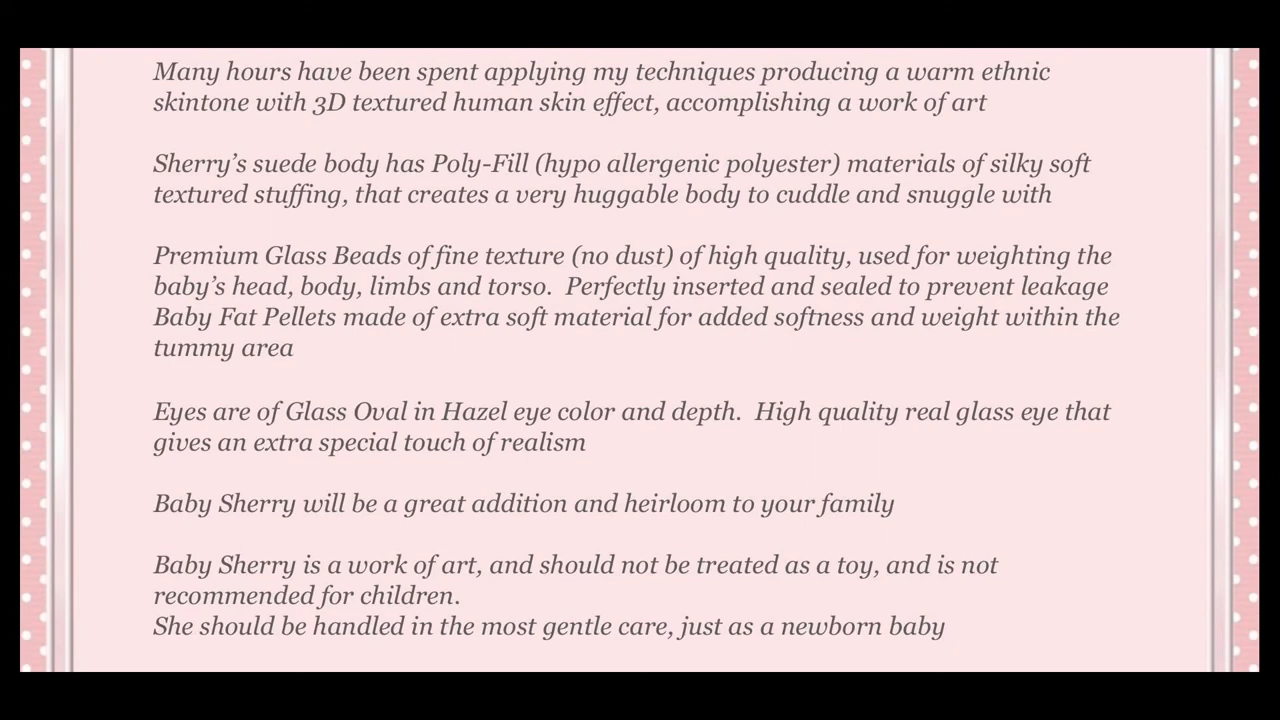 Many hours have been spent applying my techniques producing a warm ethnic
skintone with 3D textured human skin effect, accomplishing a work of art
Sherry’s suede body has Poly-Fill (hypo allergenic polyester) materials of silky soft
textured stuffing, that creates a very huggable body to cuddle and snuggle with
Premium Glass Beads of fine texture (no dust) of high quality, used for weighting the
baby’s head, body, limbs and torso.  Perfectly inserted and sealed to prevent leakage
Baby Fat Pellets made of extra soft material for added softness and weight within the
tummy area
Eyes are of Glass Oval in Hazel eye color and depth.  High quality real glass eye that
gives an extra special touch of realism
Baby Sherry will be a great addition and heirloom to your family
Baby Sherry is a work of art, and should not be treated as a toy, and is not
recommended for children.
She should be handled in the most gentle care, just as a newborn baby